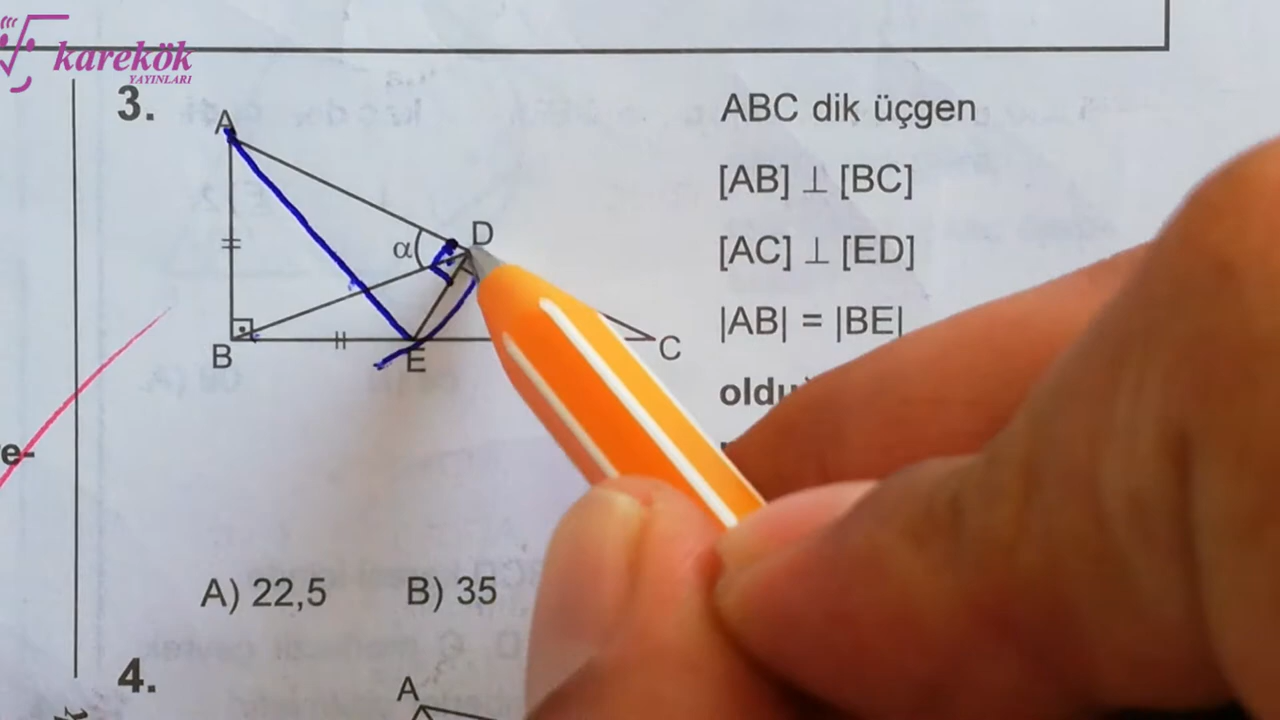 karekök
YAYINLARI
3.
A
D
α
B
E
C
ABC dik üçgen
[AB] ⊥ [BC]
[AC] ⊥ [ED]
|AB| = |BE|
A) 22,5 B) 35
4.
A